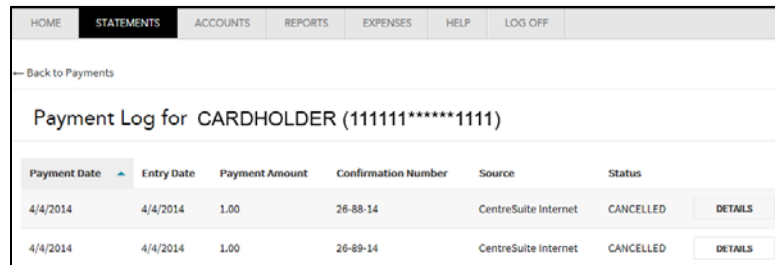 HOME STATEMENTS ACCOUNTS REPORTS EXPENSES HELP LOG OFF
← Back to Payments
Payment Log for CARDHOLDER (111111******1111)
Payment Date Entry Date Payment Amount Confirmation Number Source Status
4/4/2014 4/4/2014 1.00 26-88-14 CentreSuite Internet CANCELLED DETAILS
4/4/2014 4/4/2014 1.00 26-89-14 CentreSuite Internet CANCELLED DETAILS